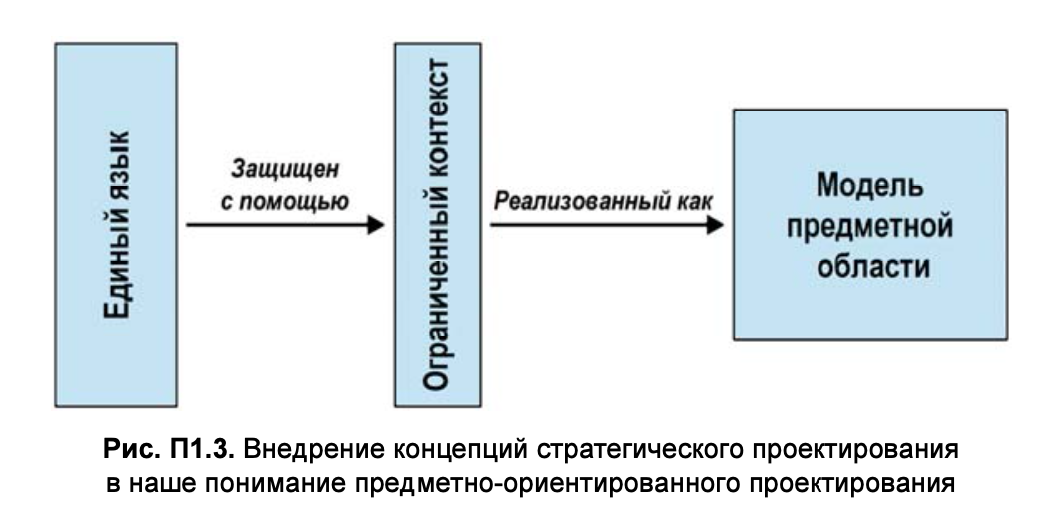 Единый язык
Защищен
с помощью
Ограниченный контекст
Реализованный как
Модель
предметной
области
Рис. П1.3. Внедрение концепций стратегического проектирования
в наше понимание предметно-ориентированного проектирования